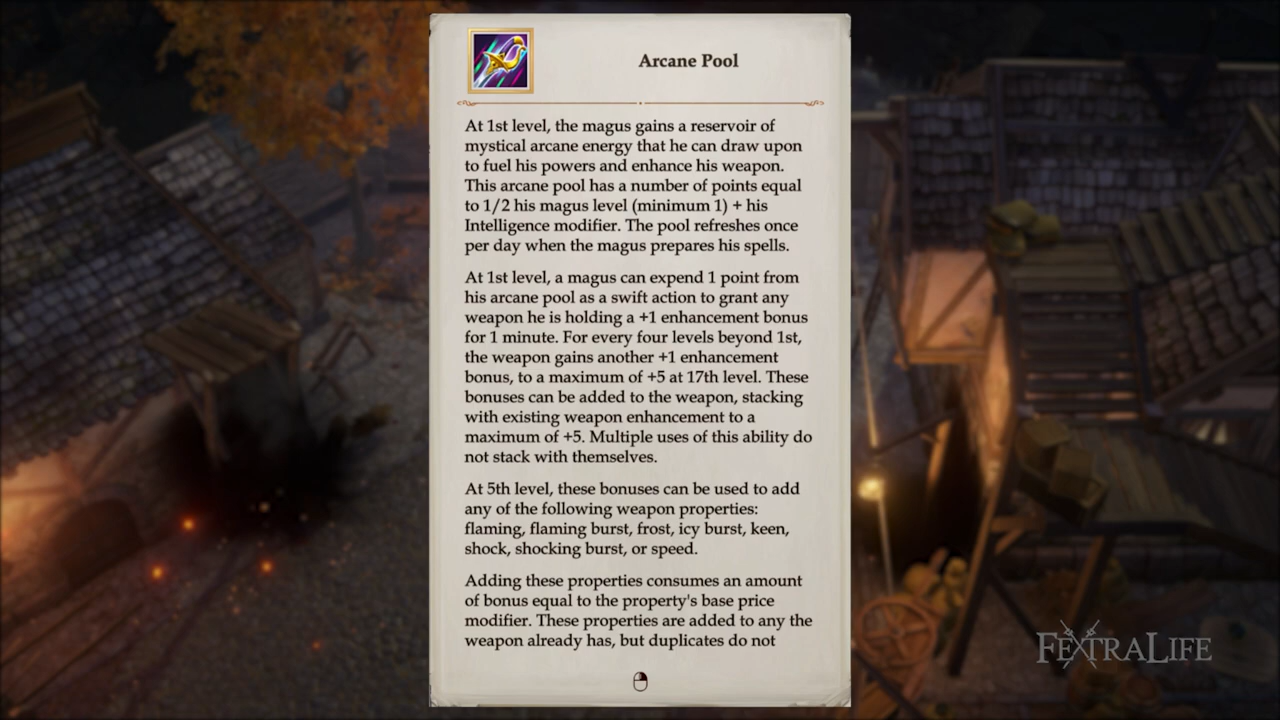 Arcane Pool
At 1st level, the magus gains a reservoir of
mystical arcane energy that he can draw upon
to fuel his powers and enhance his weapon.
This arcane pool has a number of points equal
to 1/2 his magus level (minimum 1) + his
Intelligence modifier. The pool refreshes once
per day when the magus prepares his spells.
At 1st level, a magus can expend 1 point from
his arcane pool as a swift action to grant any
weapon he is holding a +1 enhancement bonus
for 1 minute. For every four levels beyond 1st,
the weapon gains another +1 enhancement
bonus, to a maximum of +5 at 17th level. These
bonuses can be added to the weapon, stacking
with existing weapon enhancement to a
maximum of +5. Multiple uses of this ability do
not stack with themselves.
At 5th level, these bonuses can be used to add
any of the following weapon properties:
flaming, flaming burst, frost, icy burst, keen,
shock, shocking burst, or speed.
Adding these properties consumes an amount
of bonus equal to the property's base price
modifier. These properties are added to any the
weapon already has, but duplicates do not
FEXTRALIFE